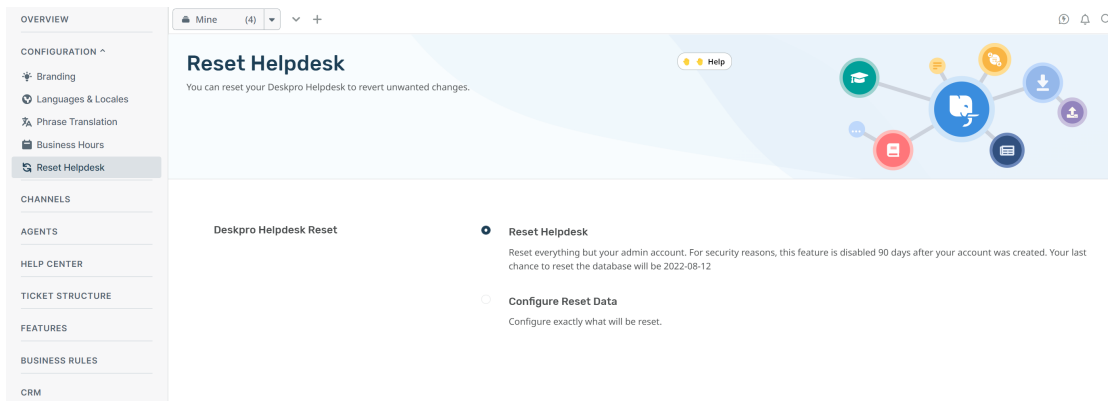 OVERVIEW
CONFIGURATION ^
Branding
Languages & Locales
Phrase Translation
Business Hours
Reset Helpdesk
CHANNELS
AGENTS
HELP CENTER
TICKET STRUCTURE
FEATURES
BUSINESS RULES
CRM
Mine (4)
Reset Helpdesk
You can reset your Deskpro Helpdesk to revert unwanted changes.
Help
Deskpro Helpdesk Reset
Reset Helpdesk
Reset everything but your admin account. For security reasons, this feature is disabled 90 days after your account was created. Your last
chance to reset the database will be 2022-08-12
Configure Reset Data
Configure exactly what will be reset.